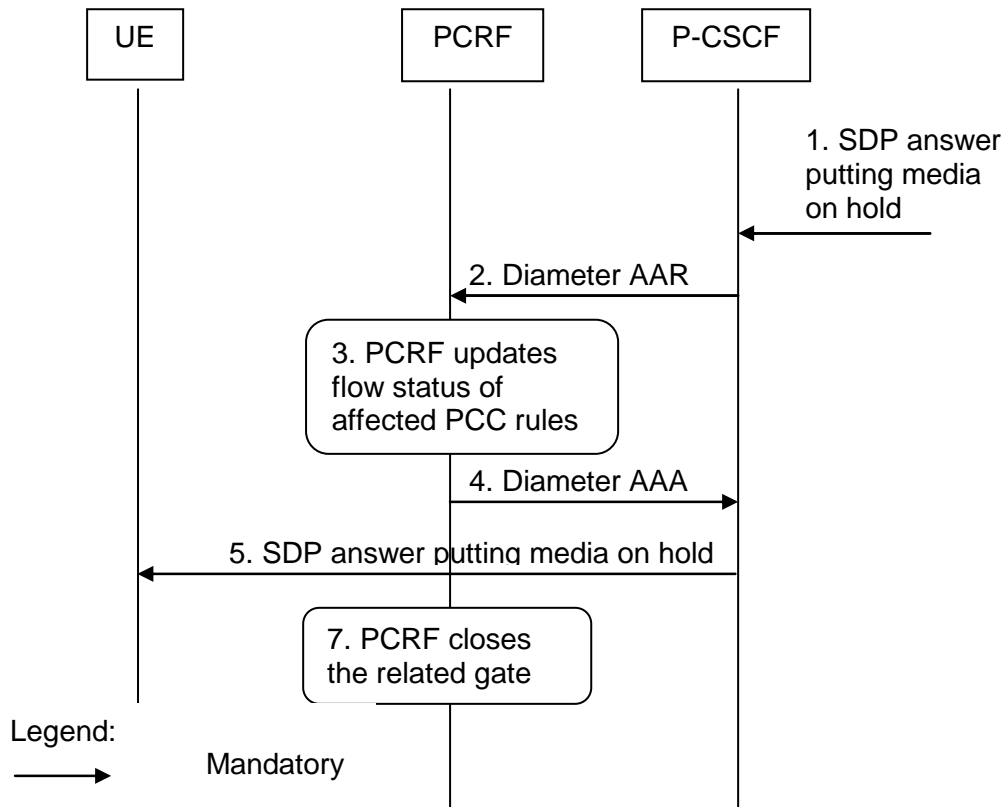 UE
PCRF
P-CSCF
1. SDP answer
putting media
on hold
2. Diameter AAR
3. PCRF updates
flow status of
affected PCC rules
4. Diameter AAA
5. SDP answer putting media on hold
7. PCRF closes
the related gate
Legend:
Mandatory